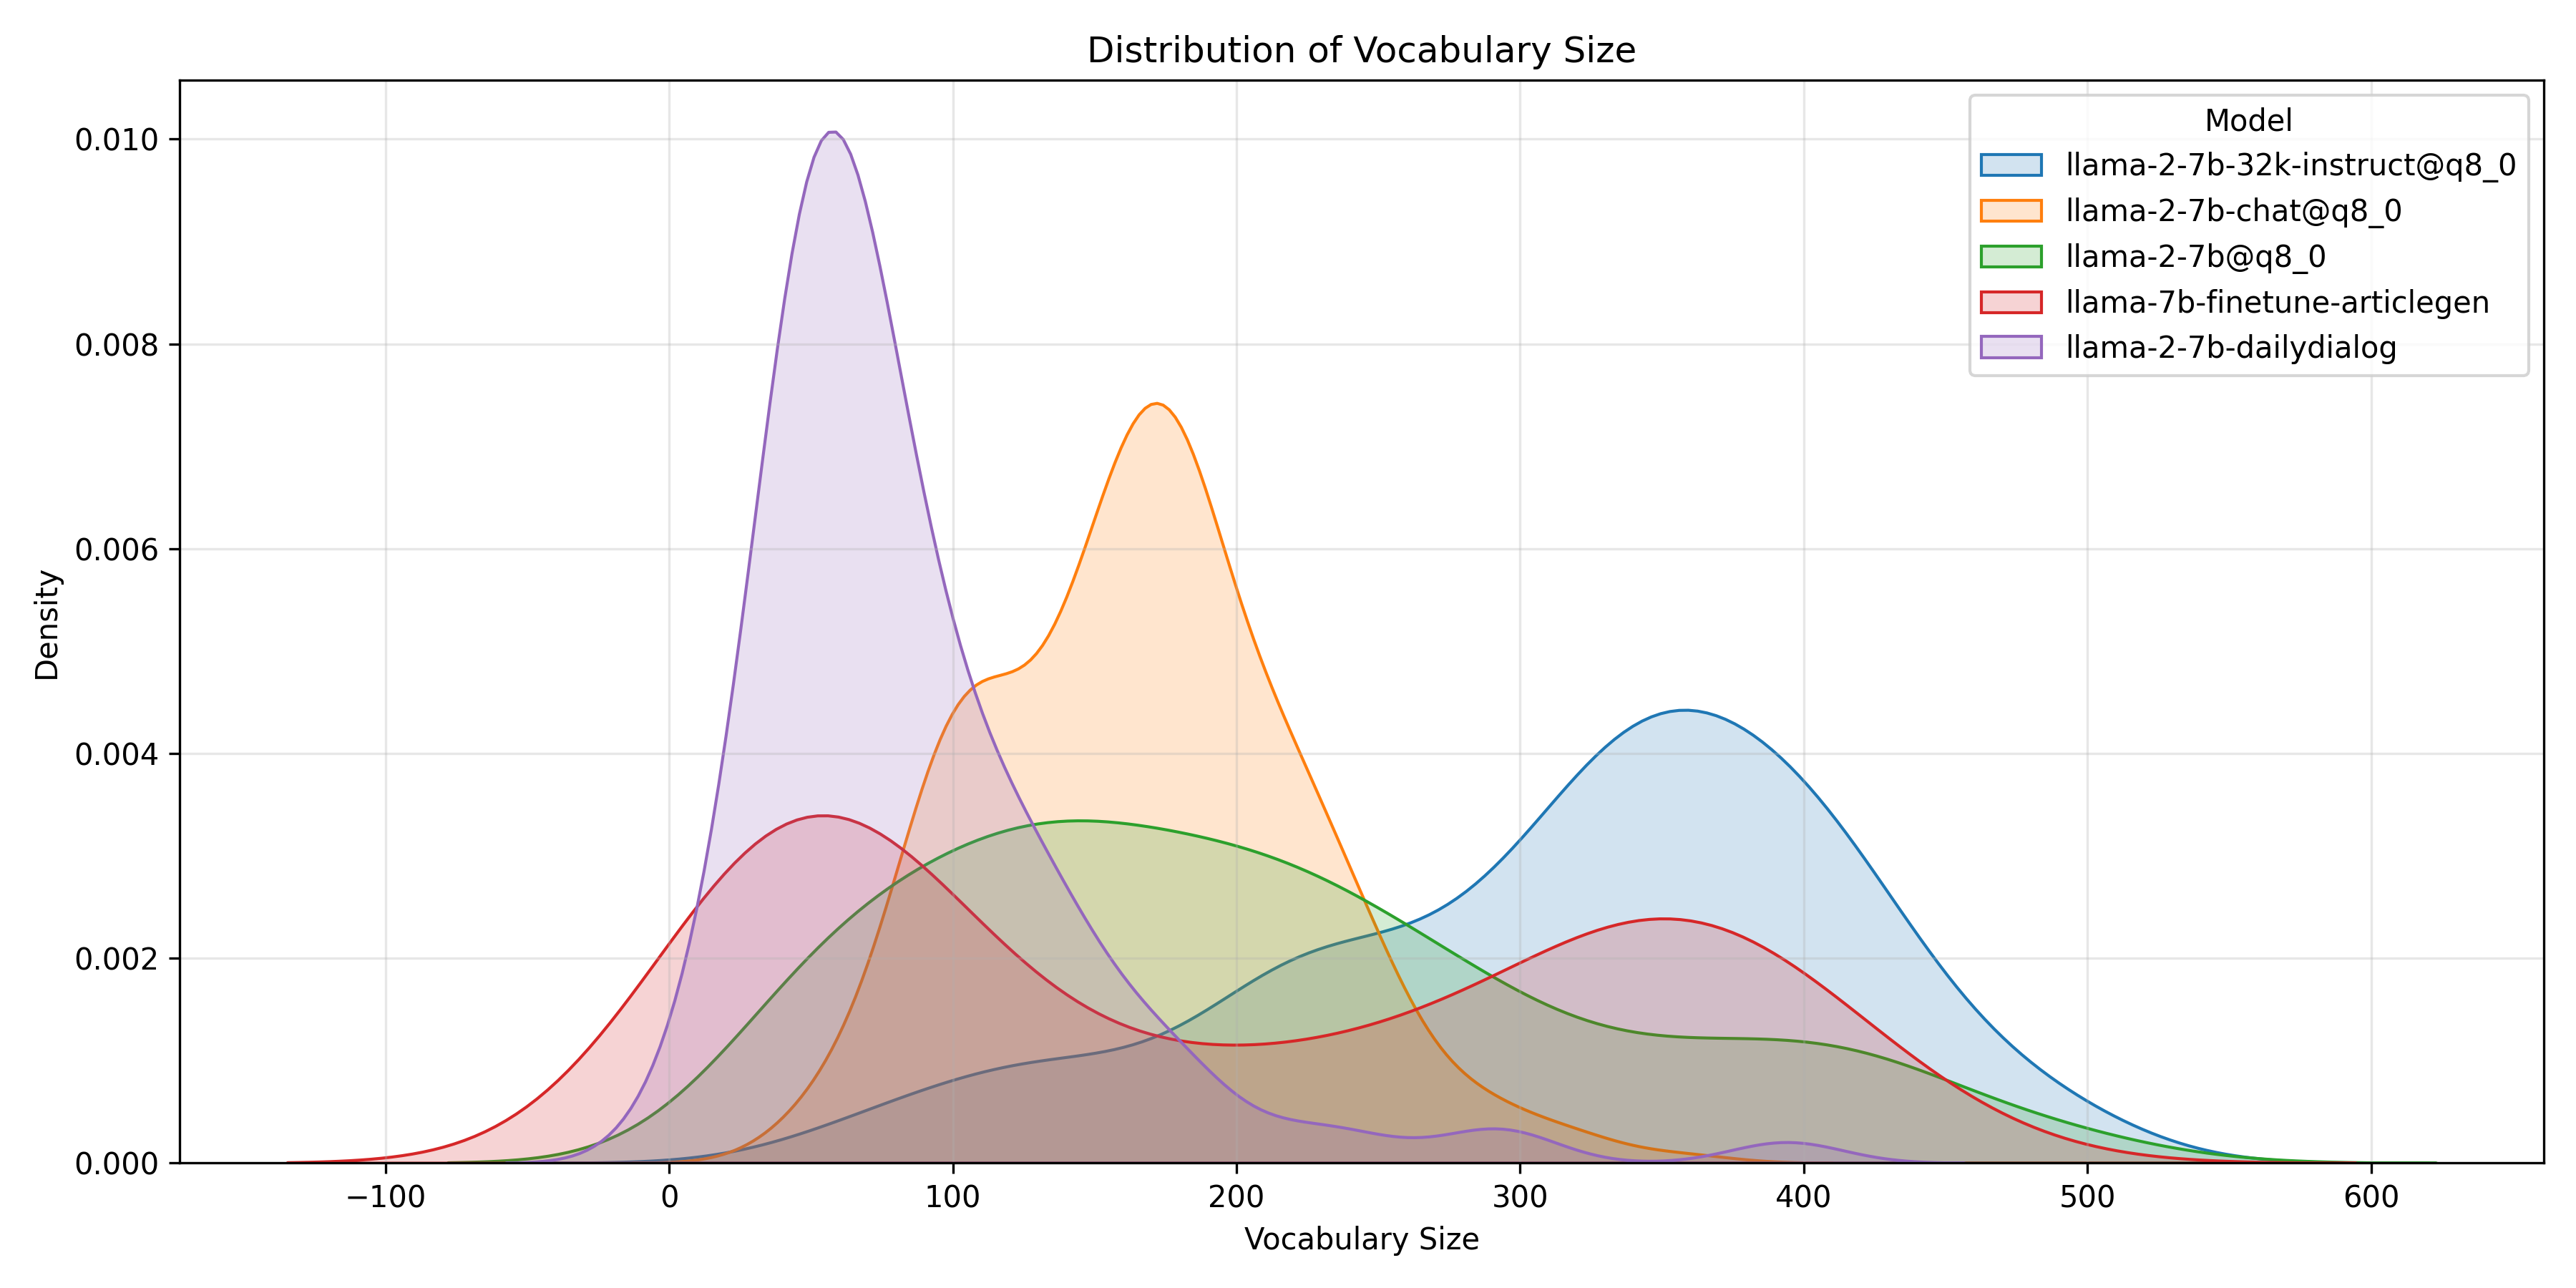 Distribution of Vocabulary Size
Model
llama-2-7b-32k-instruct@q8_0
llama-2-7b-chat@q8_0
llama-2-7b@q8_0
llama-7b-finetune-articlegen
llama-2-7b-dailydialog
0.010
0.008
0.006
0.004
0.002
0.000
Density
−100
0
100
200
300
400
500
600
Vocabulary Size